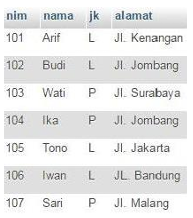 nim nama jk alamat
101 Arif L Jl. Kenangan
102 Budi L Jl. Jombang
103 Wati P Jl. Surabaya
104 Ika P Jl. Jombang
105 Tono L Jl. Jakarta
106 Iwan L JL. Bandung
107 Sari P Jl. Malang